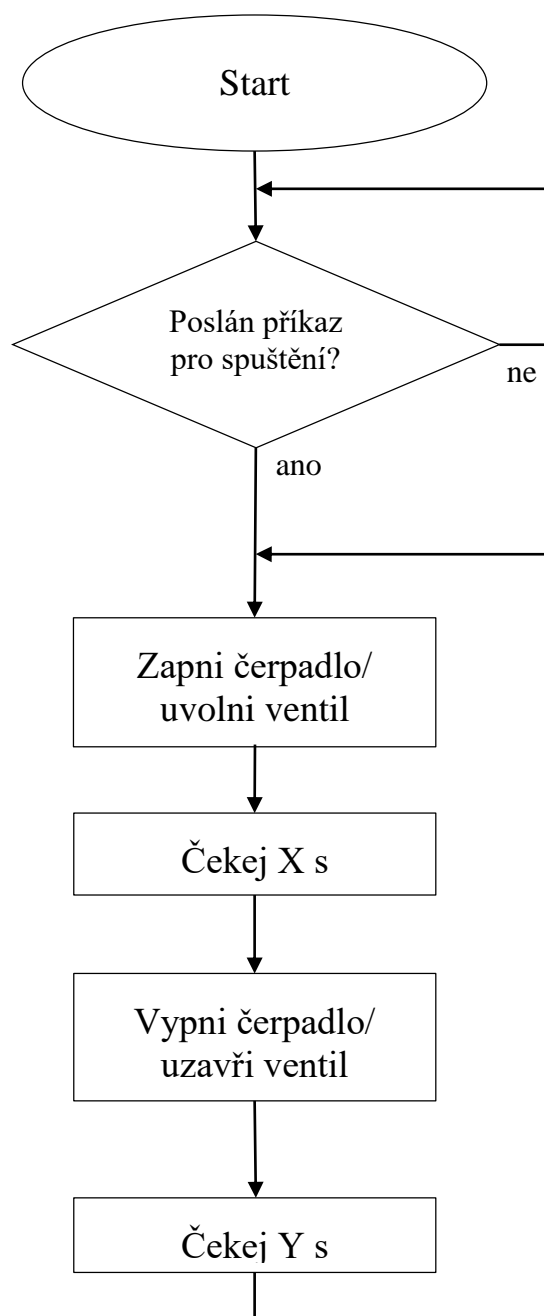 Start
Poslán příkaz
pro spuštění?
ne
ano
Zapni čerpadlo/
uvolni ventil
Čekej X s
Vypni čerpadlo/
uzavři ventil
Čekej Y s